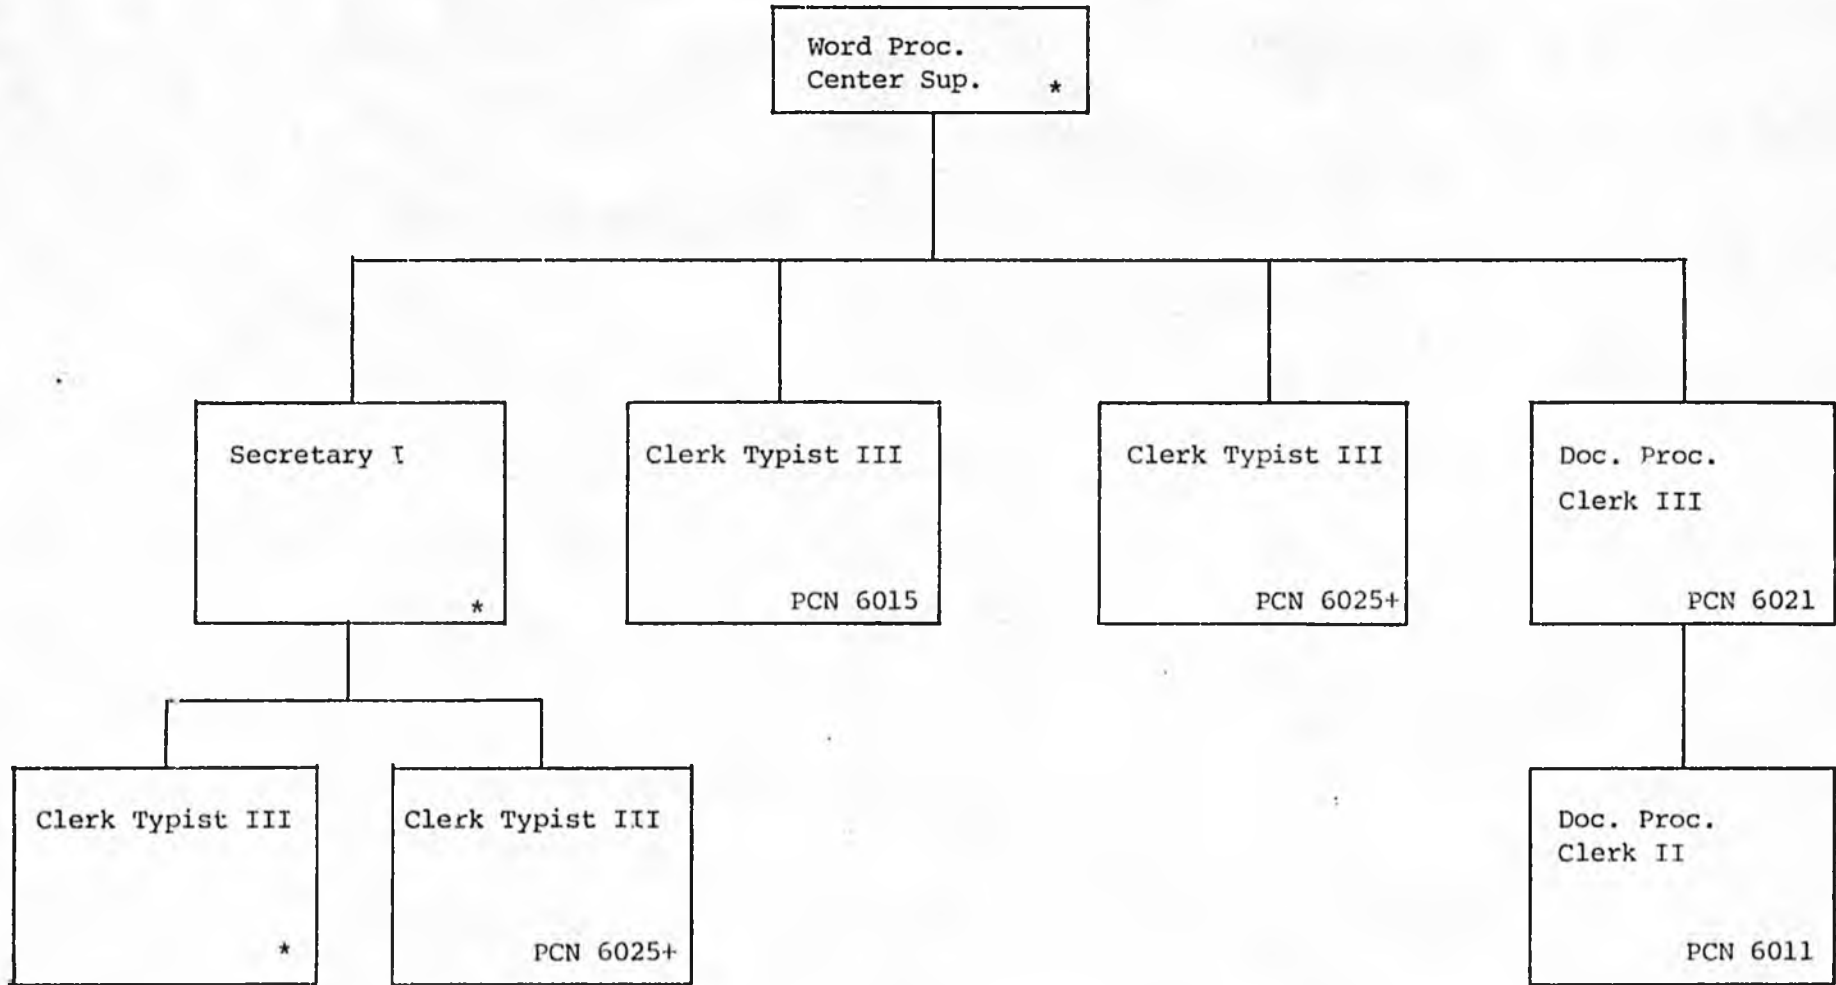 Word Proc.
Center Sup. *
Secretary I
*
Clerk Typist III
PCN 6015
Clerk Typist III
PCN 6025+
Doc. Proc.
Clerk III
PCN 6021
Clerk Typist III
*
Clerk Typist III
PCN 6025+
Doc. Proc.
Clerk II
PCN 6011